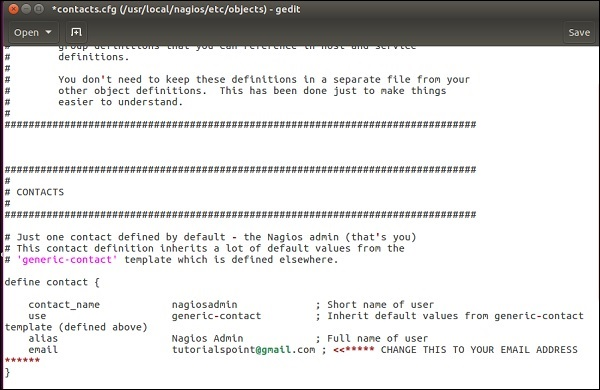 *contacts.cfg (/usr/local/nagios/etc/objects) - gedit
Open Save
# group definitions that you can reference in host and service
# definitions.
#
# You don't need to keep these definitions in a separate file from your
# other object definitions. This has been done just to make things
# easier to understand.
#
###############################################################################
###############################################################################
#
# CONTACTS
#
###############################################################################
# Just one contact defined by default - the Nagios admin (that's you)
# This contact definition inherits a lot of default values from the
# 'generic-contact' template which is defined elsewhere.
define contact {
contact_name nagiosadmin ; Short name of user
use generic-contact ; Inherit default values from generic-contact
template (defined above)
alias Nagios Admin ; Full name of user
email tutorialspoint@gmail.com ; <<***** CHANGE THIS TO YOUR EMAIL ADDRESS
******
}